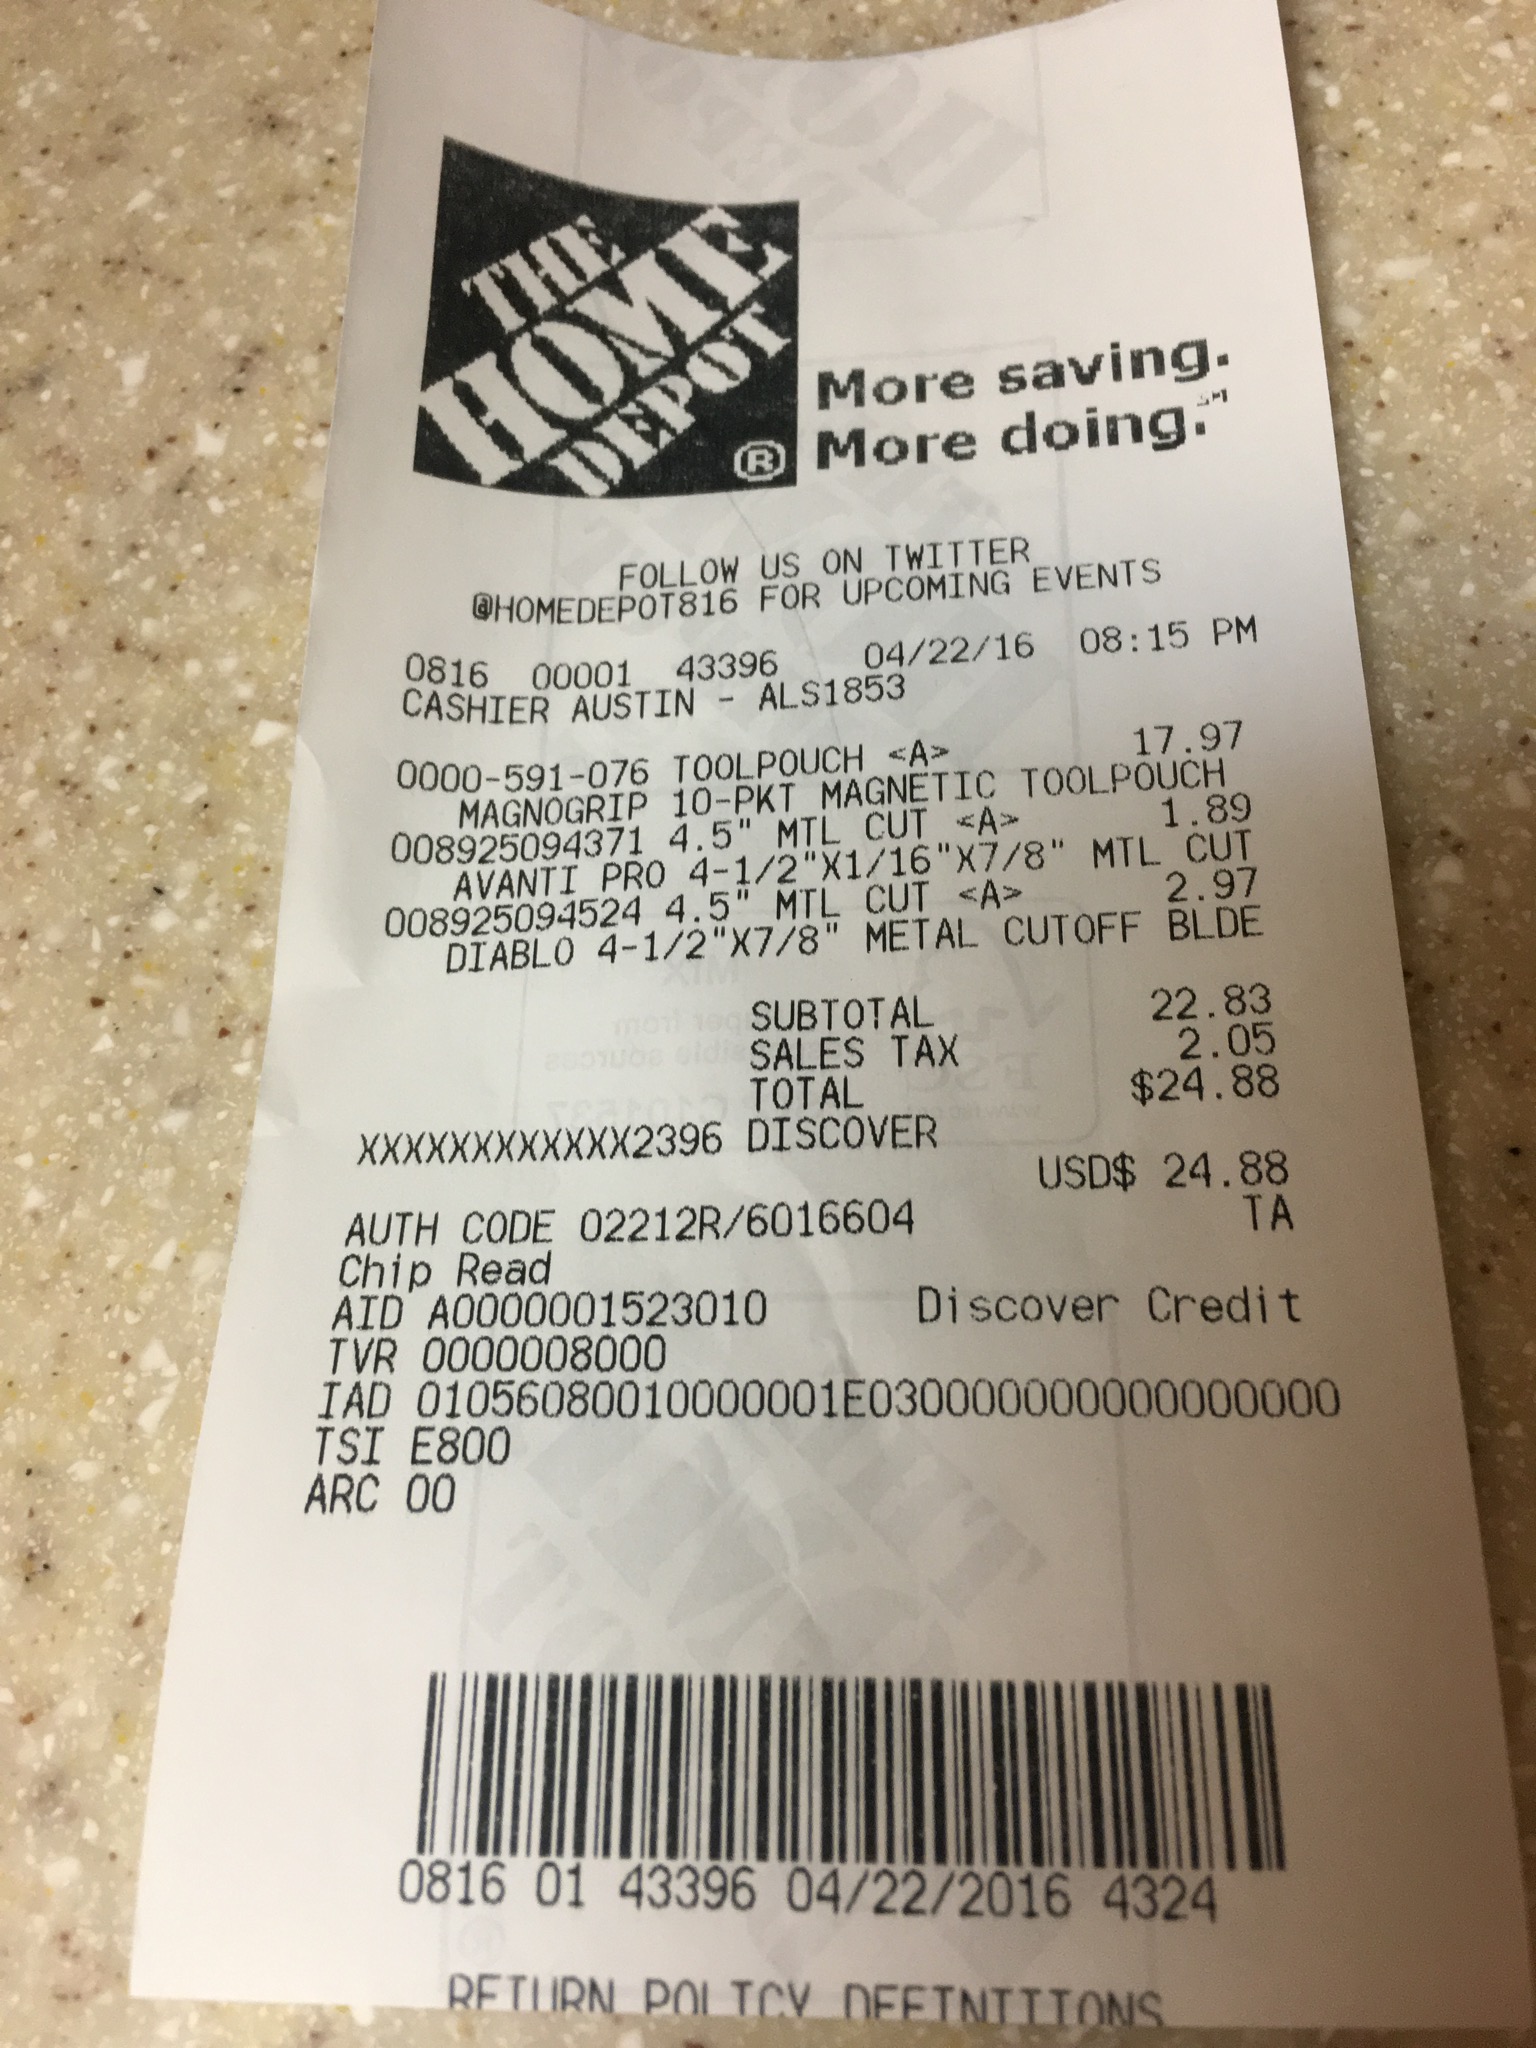 THE
HOME
DEPOT
®
More saving.
More doing.℠
FOLLOW US ON TWITTER
@HOMEDEPOT816 FOR UPCOMING EVENTS
0816 00001 43396 04/22/16 08:15 PM
CASHIER AUSTIN - ALS1853
0000-591-076 TOOLPOUCH <A> 17.97
MAGNOGRIP 10-PKT MAGNETIC TOOLPOUCH
008925094371 4.5" MTL CUT <A> 1.89
AVANTI PRO 4-1/2"X1/16"X7/8" MTL CUT
008925094524 4.5" MTL CUT <A> 2.97
DIABLO 4-1/2"X7/8" METAL CUTOFF BLDE
SUBTOTAL 22.83
SALES TAX 2.05
TOTAL $24.88
XXXXXXXXXXXX2396 DISCOVER
USD$ 24.88
AUTH CODE 02212R/6016604 TA
Chip Read
AID A0000001523010 Discover Credit
TVR 0000008000
IAD 01056080010000001E03000000000000000000
TSI E800
ARC 00
0816 01 43396 04/22/2016 4324
RETURN POLICY DEFINITIONS